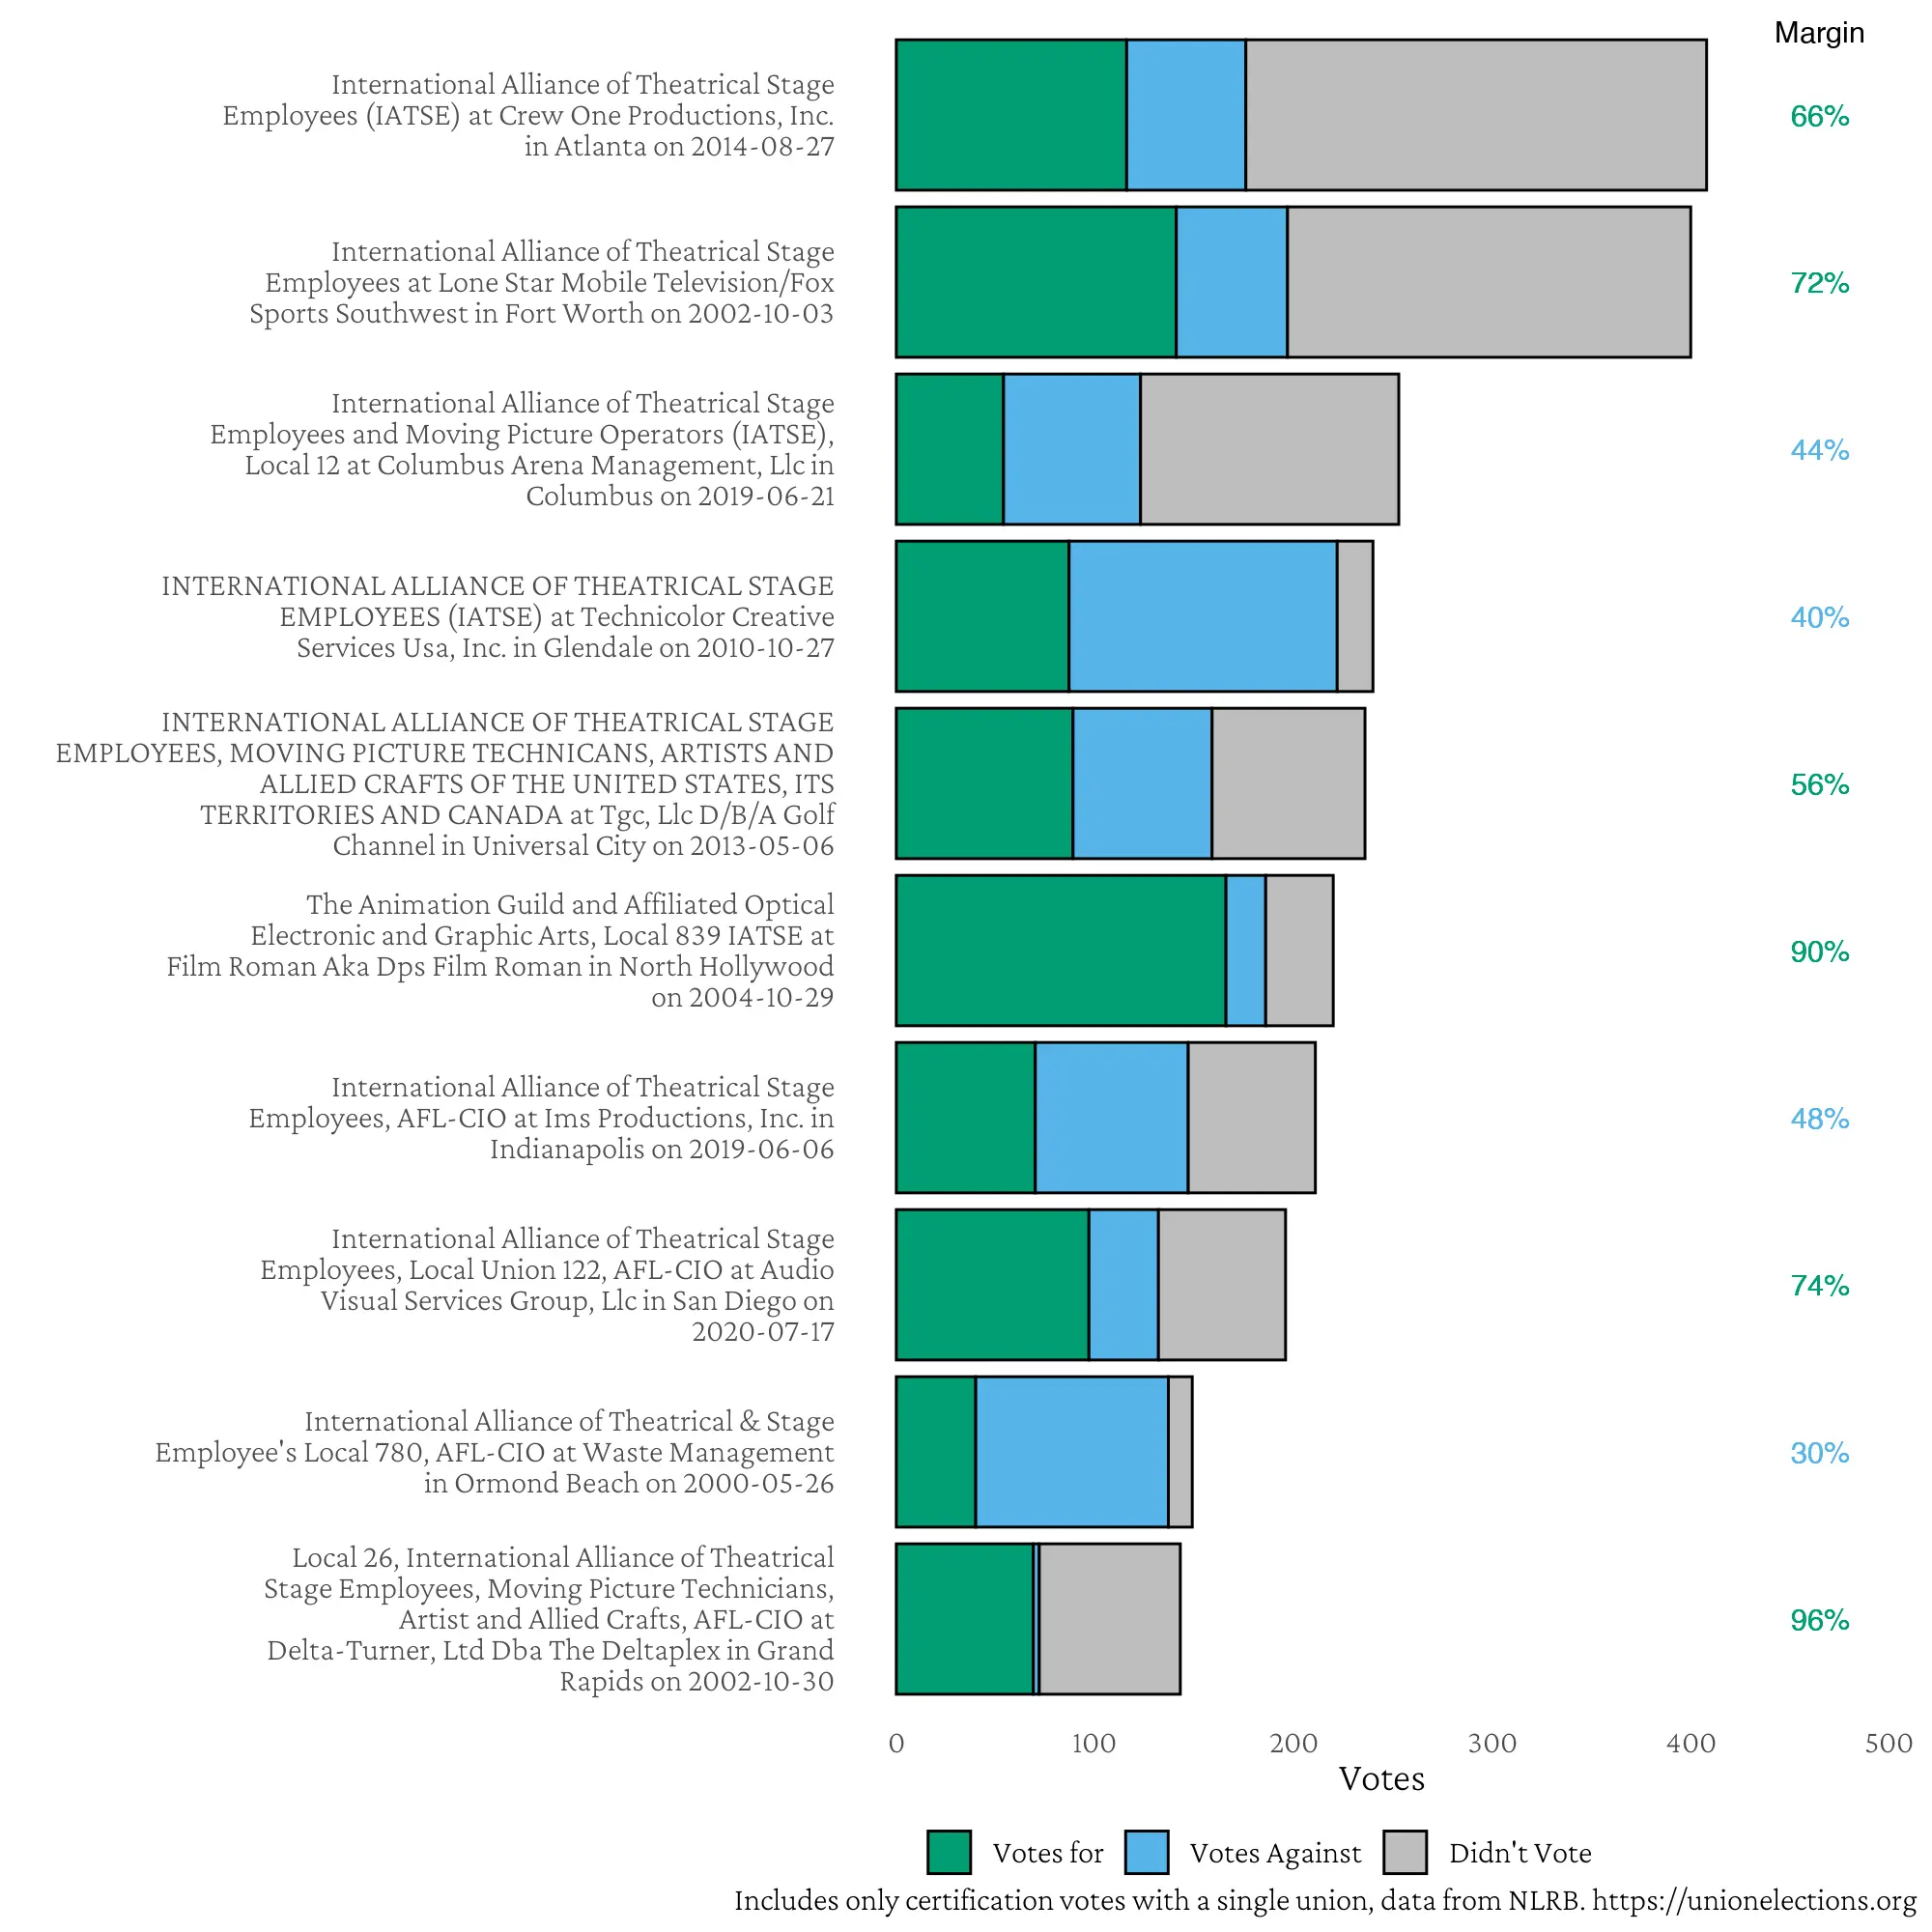 Margin
International Alliance of Theatrical Stage
Employees (IATSE) at Crew One Productions, Inc.
in Atlanta on 2014-08-27
66%
International Alliance of Theatrical Stage
Employees at Lone Star Mobile Television/Fox
Sports Southwest in Fort Worth on 2002-10-03
72%
International Alliance of Theatrical Stage
Employees and Moving Picture Operators (IATSE),
Local 12 at Columbus Arena Management, Llc in
Columbus on 2019-06-21
44%
INTERNATIONAL ALLIANCE OF THEATRICAL STAGE
EMPLOYEES (IATSE) at Technicolor Creative
Services Usa, Inc. in Glendale on 2010-10-27
40%
INTERNATIONAL ALLIANCE OF THEATRICAL STAGE
EMPLOYEES, MOVING PICTURE TECHNICANS, ARTISTS AND
ALLIED CRAFTS OF THE UNITED STATES, ITS
TERRITORIES AND CANADA at Tgc, Llc D/B/A Golf
Channel in Universal City on 2013-05-06
56%
The Animation Guild and Affiliated Optical
Electronic and Graphic Arts, Local 839 IATSE at
Film Roman Aka Dps Film Roman in North Hollywood
on 2004-10-29
90%
International Alliance of Theatrical Stage
Employees, AFL-CIO at Ims Productions, Inc. in
Indianapolis on 2019-06-06
48%
International Alliance of Theatrical Stage
Employees, Local Union 122, AFL-CIO at Audio
Visual Services Group, Llc in San Diego on
2020-07-17
74%
International Alliance of Theatrical & Stage
Employee's Local 780, AFL-CIO at Waste Management
in Ormond Beach on 2000-05-26
30%
Local 26, International Alliance of Theatrical
Stage Employees, Moving Picture Technicians,
Artist and Allied Crafts, AFL-CIO at
Delta-Turner, Ltd Dba The Deltaplex in Grand
Rapids on 2002-10-30
96%
0 100 200 300 400 500
Votes
Votes for Votes Against Didn't Vote
Includes only certification votes with a single union, data from NLRB. https://unionelections.org